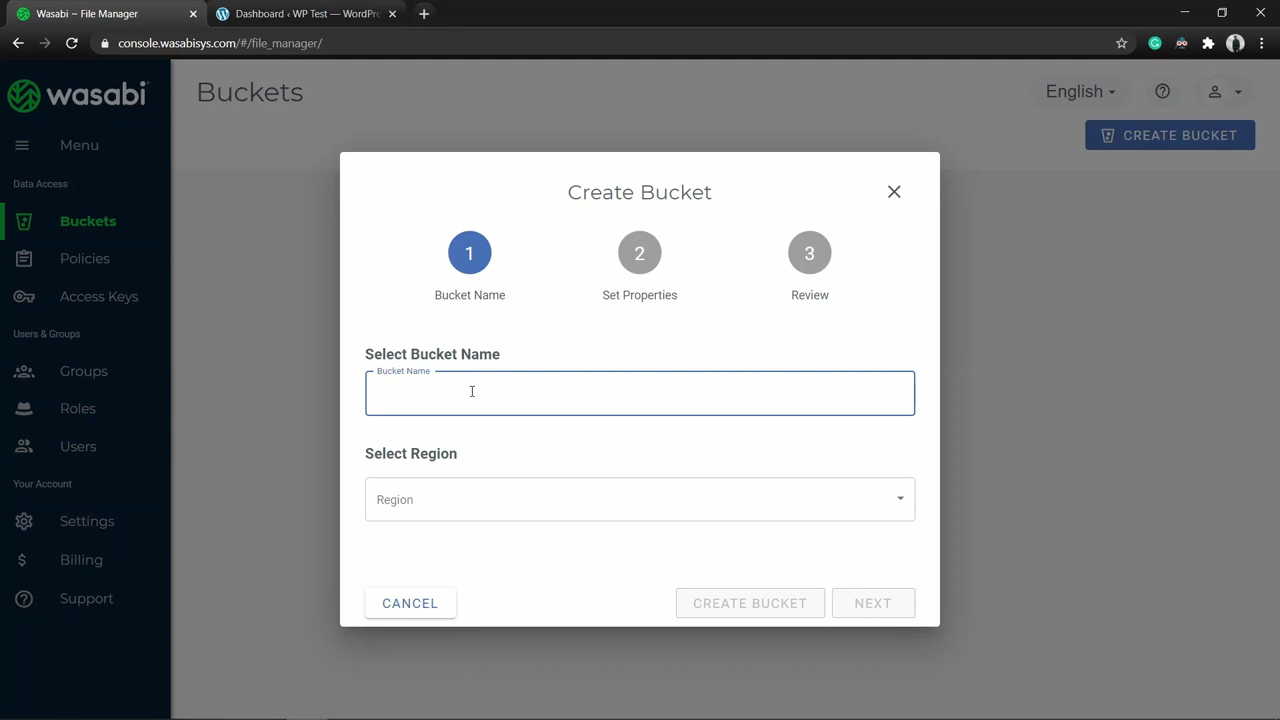 Wasabi ~ File Manager
Dashboard ‹ WP Test — WordPre
console.wasabisys.com/#/file_manager/
wasabi
Buckets
English
CREATE BUCKET
Menu
Data Access
Buckets
Policies
Access Keys
Users & Groups
Groups
Roles
Users
Your Account
Settings
Billing
Support
Create Bucket
1
2
3
Bucket Name
Set Properties
Review
Select Bucket Name
Bucket Name
Select Region
Region
CANCEL
CREATE BUCKET
NEXT